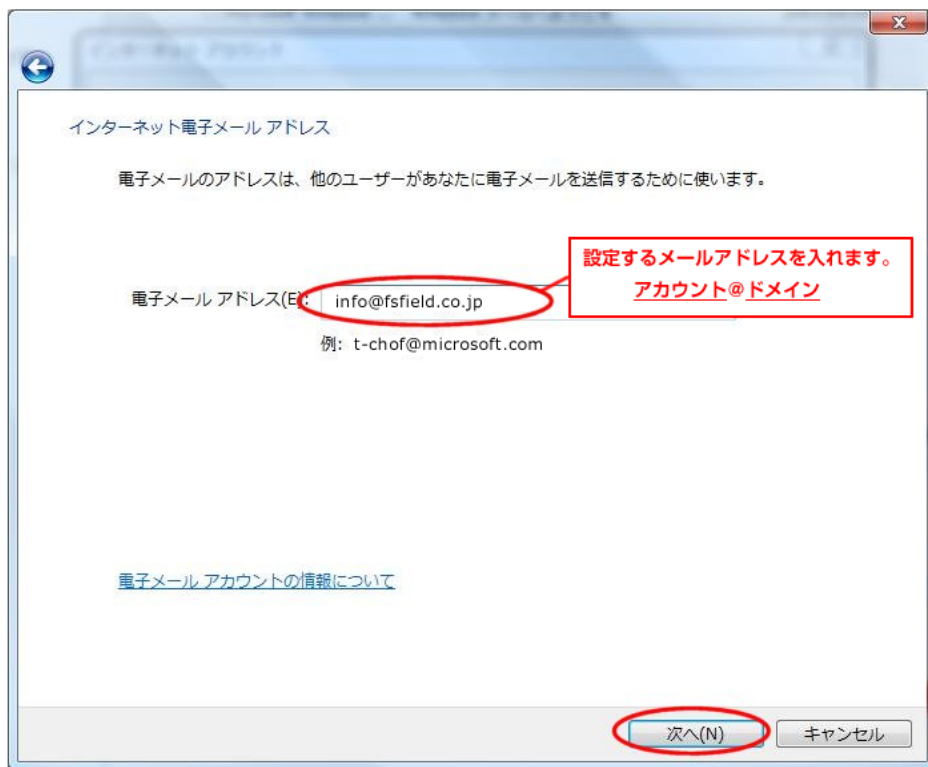 インターネット電子メール アドレス
電子メールのアドレスは、他のユーザーがあなたに電子メールを送信するために使います。
設定するメールアドレスを入れます。
アカウント@ドメイン
電子メール アドレス(E): info@fsfield.co.jp
例: t-chof@microsoft.com
電子メール アカウントの情報について
次へ(N) キャンセル